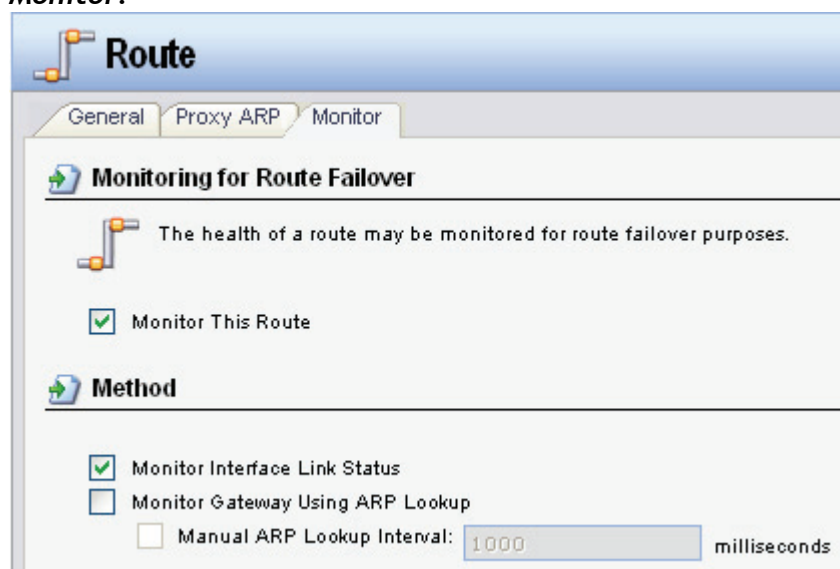 Monitor:
Route
General Proxy ARP Monitor
Monitoring for Route Failover
The health of a route may be monitored for route failover purposes.
Monitor This Route
Method
Monitor Interface Link Status
Monitor Gateway Using ARP Lookup
Manual ARP Lookup Interval: 1000 milliseconds